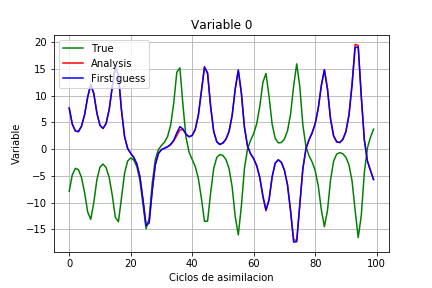 Variable 0
True
Analysis
First guess
Variable
20
15
10
5
0
−5
−10
−15
0 20 40 60 80 100
Ciclos de asimilacion